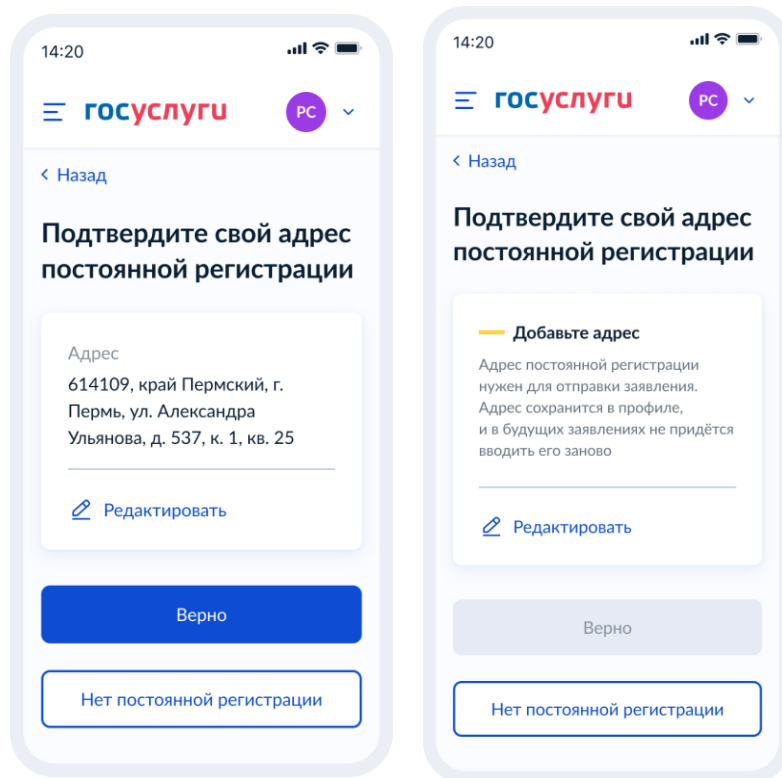 14:20
госуслуги
РС
Назад
Подтвердите свой адрес
постоянной регистрации
Адрес
614109, край Пермский, г.
Пермь, ул. Александра
Ульянова, д. 537, к. 1, кв. 25
Редактировать
Верно
Нет постоянной регистрации
14:20
госуслуги
РС
Назад
Подтвердите свой адрес
постоянной регистрации
Добавьте адрес
Адрес постоянной регистрации
нужен для отправки заявления.
Адрес сохранится в профиле,
и в будущих заявлениях не придётся
вводить его заново
Редактировать
Верно
Нет постоянной регистрации